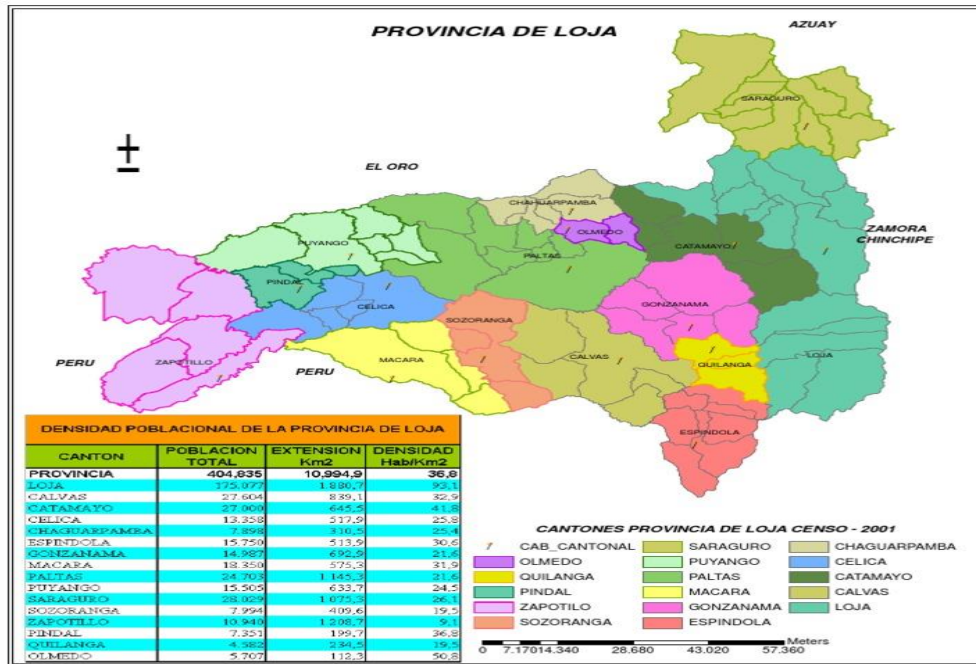 PROVINCIA DE LOJA
AZUAY
SARAGURO
EL ORO
CHAHUARPAMBA
OLMEDO
ZAMORA
CHINCHIPE
PUYANGO
CATAMAYO
PALTAS
PINDAL
GONZANAMA
CELICA
SOZORANGA
PERU
ZAPOTILLO
PERU
MACARA
CALVAS
QUILANGA
LOJA
ESPINDOLA
DENSIDAD POBLACIONAL DE LA PROVINCIA DE LOJA
CANTON POBLACION TOTAL EXTENSION Km2 DENSIDAD Hab/Km2
PROVINCIA 404,835 10,994,9 36,8
LOJA 175.077 1.880,7 93,1
CALVAS 27.604 839,1 32,9
CATAMAYO 27.000 645,5 41,8
CELICA 13.358 517,9 25,8
CHAGUARPAMBA 7.898 310,5 25,4
ESPINDOLA 15.750 513,9 30,6
GONZANAMA 14.987 692,9 21,6
MACARA 18.350 575,3 31,9
PALTAS 24.703 1.145,3 21,6
PUYANGO 15.505 633,7 24,5
SARAGURO 28.029 1.075,3 26,1
SOZORANGA 7.994 409,6 19,5
ZAPOTILLO 10.940 1.208,7 9,1
PINDAL 7.351 199,7 36,8
QUILANGA 4.582 234,5 19,5
OLMEDO 5.707 112,3 50,8
CANTONES PROVINCIA DE LOJA CENSO - 2001
CAB_CANTONAL
OLMEDO
QUILANGA
PINDAL
ZAPOTILO
SOZORANGA
SARAGURO
PUYANGO
PALTAS
MACARA
GONZANAMA
ESPINDOLA
CHAGUARPAMBA
CELICA
CATAMAYO
CALVAS
LOJA
Meters
0 7.170 14.340 28.680 43.020 57.360